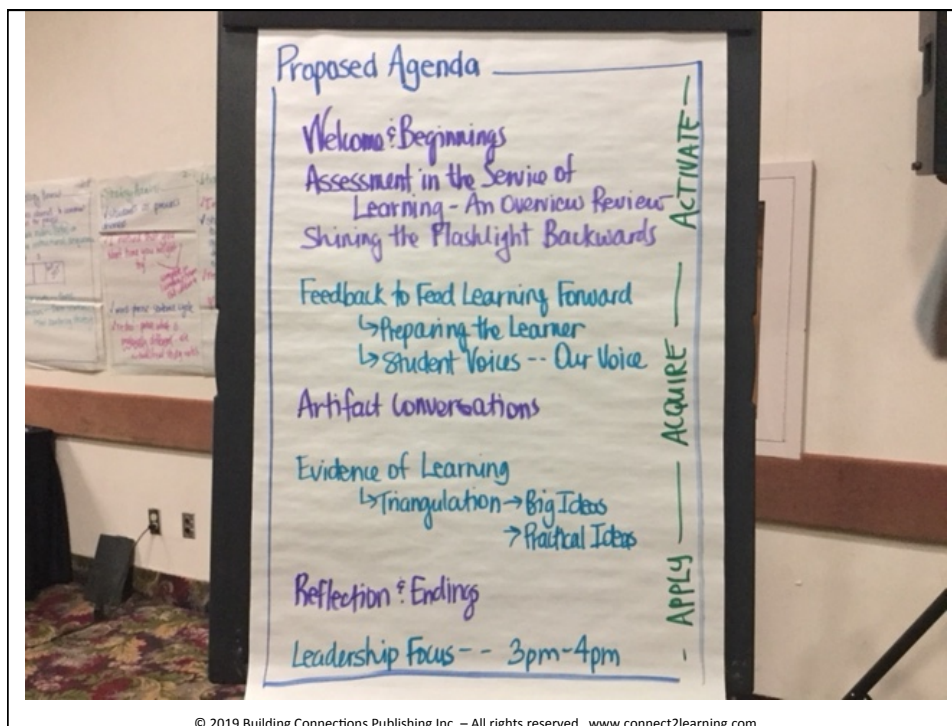 Proposed Agenda
Welcome & Beginnings
Assessment in the Service of
Learning - An Overview Review
Shining the Flashlight Backwards
Feedback to Feed Learning Forward
↳ Preparing the Learner
↳ Student Voices -- Our Voice
Artifact Conversations
Evidence of Learning
↳ Triangulation → Big Ideas
→ Practical Ideas
Reflection & Endings
Leadership Focus -- 3pm-4pm
APPLY — ACQUIRE — ACTIVATE —
© 2019 Building Connections Publishing Inc. – All rights reserved www.connect2learning.com